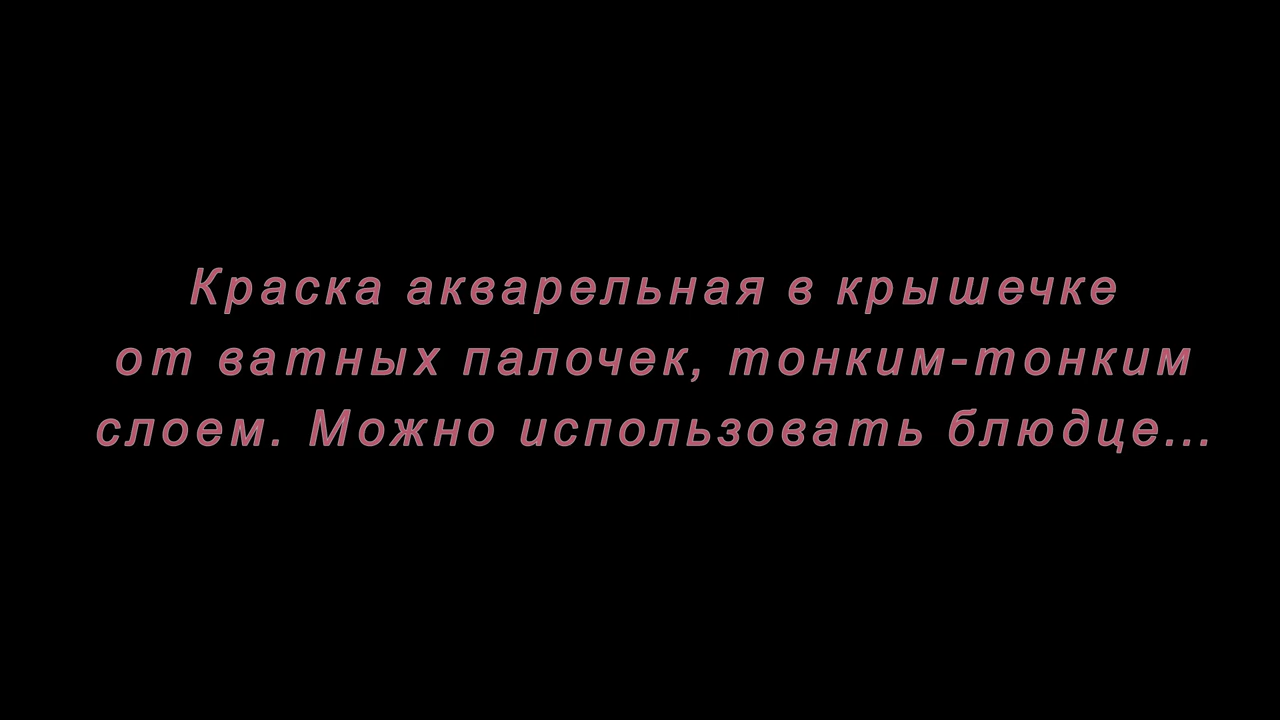 Краска акварельная в крышечке
от ватных палочек, тонким-тонким
слоем. Можно использовать блюдце...